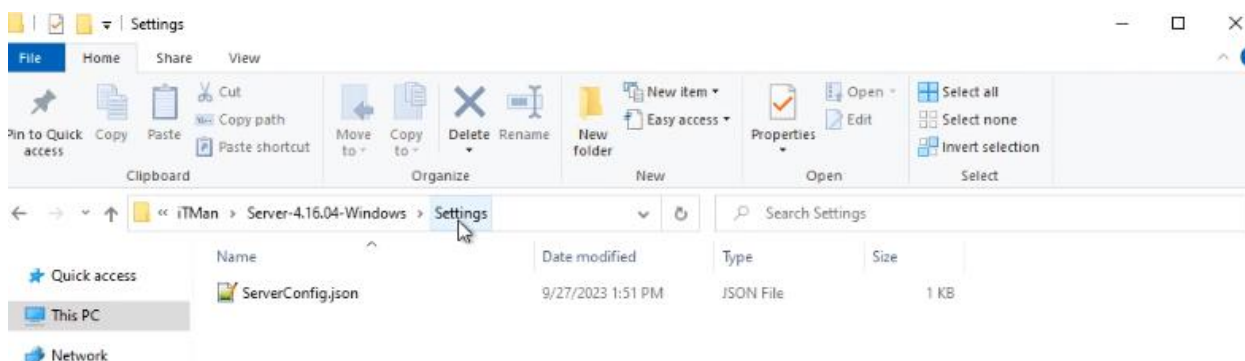 Settings
File Home Share View
Pin to Quick access
Copy
Paste
Cut
Copy path
Paste shortcut
Clipboard
Move to
Copy to
Delete
Rename
Organize
New folder
New item
Easy access
New
Properties
Open
Edit
Open
Select all
Select none
Invert selection
Select
« iTMan › Server-4.16.04-Windows › Settings
Search Settings
Name Date modified Type Size
Quick access
ServerConfig.json 9/27/2023 1:51 PM JSON File 1 KB
This PC
Network